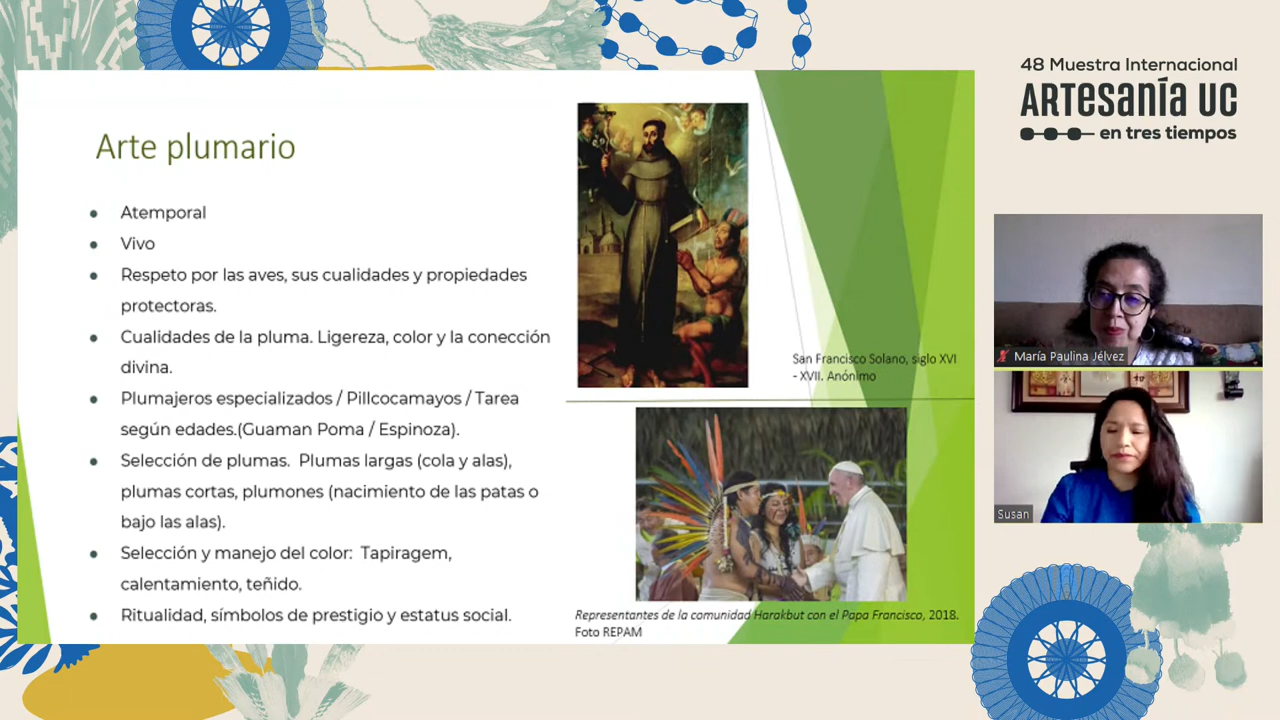 48 Muestra Internacional
ARTESANÍA UC
en tres tiempos
Arte plumario
Atemporal
Vivo
Respeto por las aves, sus cualidades y propiedades
protectoras.
Cualidades de la pluma. Ligereza, color y la conección
divina.
Plumajeros especializados / Pillcocamayos / Tarea
según edades.(Guaman Poma / Espinoza).
Selección de plumas. Plumas largas (cola y alas),
plumas cortas, plumones (nacimiento de las patas o
bajo las alas).
Selección y manejo del color: Tapiragem,
calentamiento, teñido.
Ritualidad, símbolos de prestigio y estatus social.
San Francisco Solano, siglo XVI
- XVII. Anónimo
Representantes de la comunidad Harakbut con el Papa Francisco, 2018.
Foto REPAM
María Paulina Jélvez
Susan